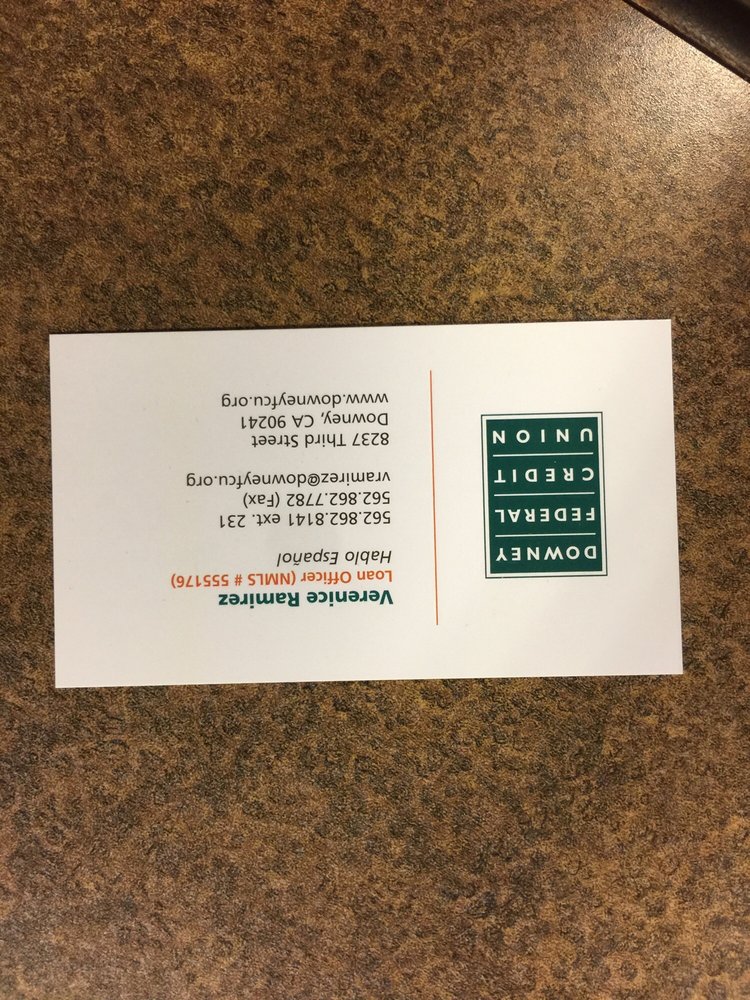 DOWNEY
FEDERAL
CREDIT
UNION
Verenice Ramirez
Loan Officer (NMLS # 555176)
Hablo Español
562.862.8141 ext. 231
562.862.7782 (Fax)
vramirez@downeyfcu.org
8237 Third Street
Downey, CA 90241
www.downeyfcu.org